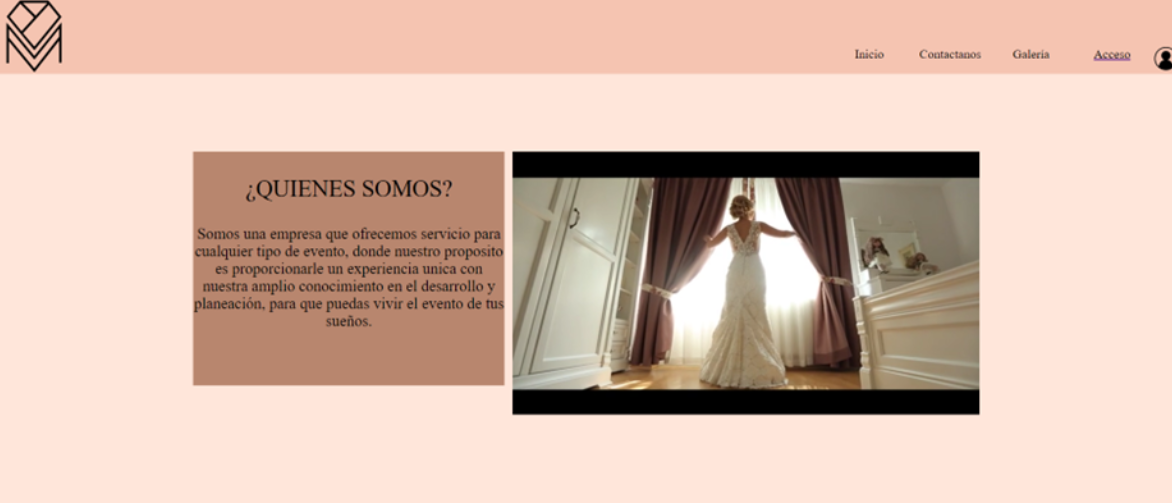 Inicio Contactanos Galería Acceso
¿QUIENES SOMOS?
Somos una empresa que ofrecemos servicio para
cualquier tipo de evento, donde nuestro proposito
es proporcionarle un experiencia unica con
nuestra amplio conocimiento en el desarrollo y
planeación, para que puedas vivir el evento de tus
sueños.